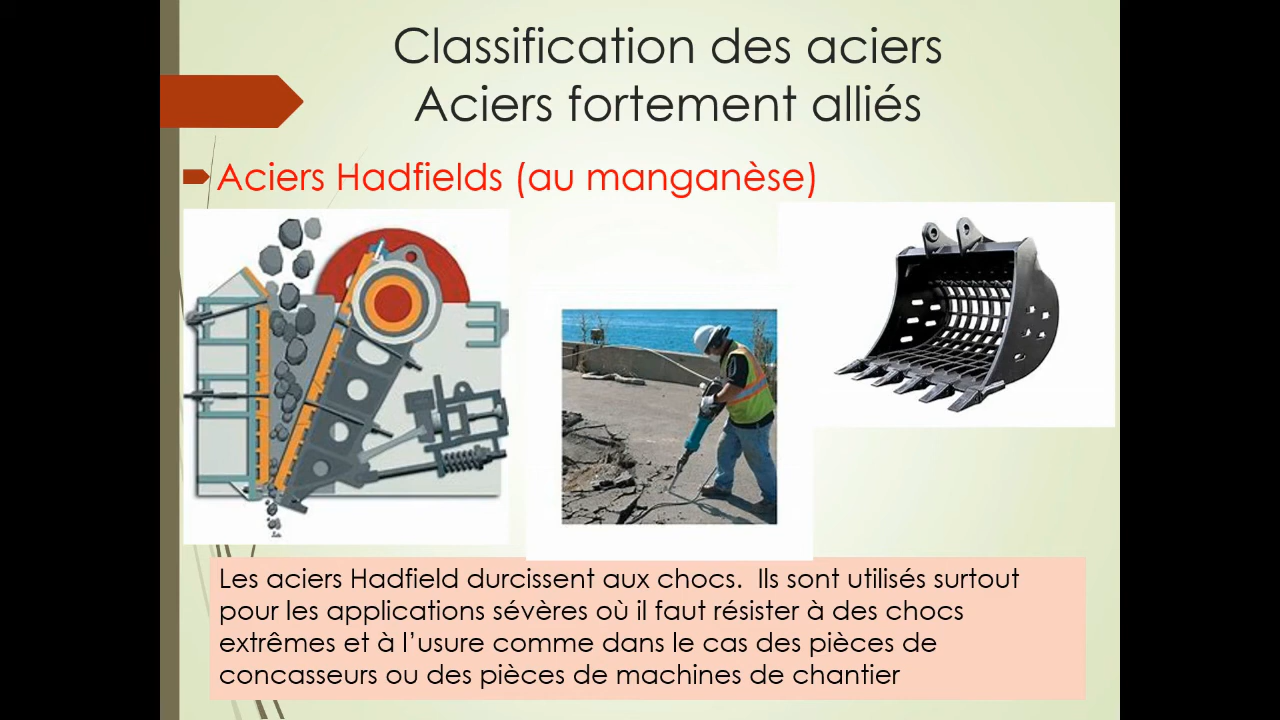 Classification des aciers
Aciers fortement alliés
Aciers Hadfields (au manganèse)
Les aciers Hadfield durcissent aux chocs.  Ils sont utilisés surtout
pour les applications sévères où il faut résister à des chocs
extrêmes et à l’usure comme dans le cas des pièces de
concasseurs ou des pièces de machines de chantier